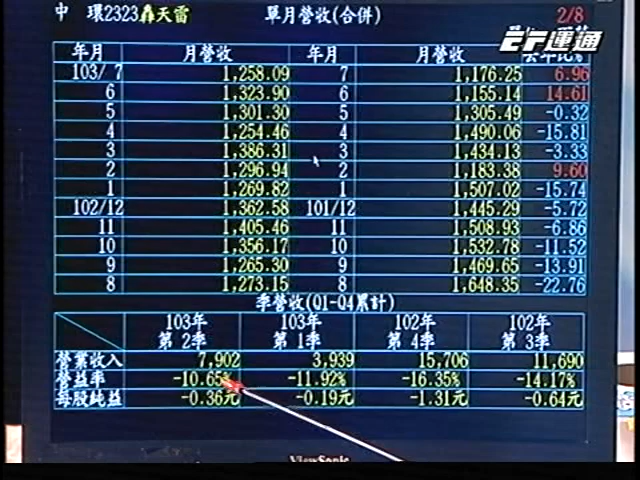 中 環2323轟天雷 單月營收(合併) 2/8
EF運通
年月 月營收 年月 月營收 去年比%
103/ 7 1,258.09 7 1,176.25 6.96
6 1,323.90 6 1,155.14 14.61
5 1,301.30 5 1,305.49 -0.32
4 1,254.46 4 1,490.06 -15.81
3 1,386.31 3 1,434.13 -3.33
2 1,296.94 2 1,183.38 9.60
1 1,269.82 1 1,507.02 -15.74
102/12 1,362.58 101/12 1,445.29 -5.72
11 1,405.46 11 1,508.93 -6.86
10 1,356.17 10 1,532.78 -11.52
9 1,265.30 9 1,469.65 -13.91
8 1,273.15 8 1,648.35 -22.76
季營收(Q1-Q4累計)
103年 103年 102年 102年
第 2季 第 1季 第 4季 第 3季
營業收入 7,902 3,939 15,706 11,690
營益率 -10.65% -11.92% -16.35% -14.17%
每股純益 -0.36元 -0.19元 -1.31元 -0.64元
ViewSonic